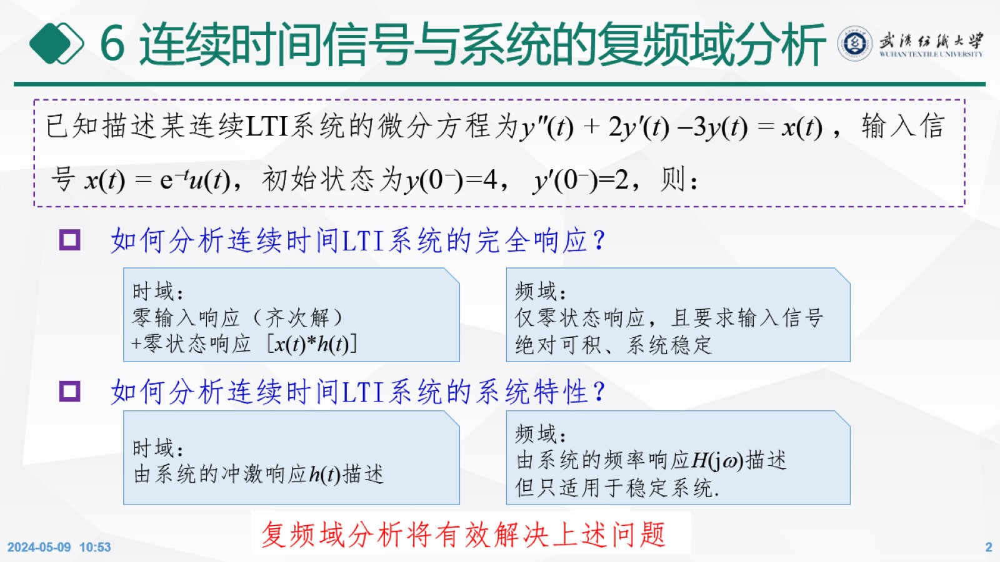 6 连续时间信号与系统的复频域分析
武汉纺织大学
WUHAN TEXTILE UNIVERSITY
已知描述某连续LTI系统的微分方程为y″(t) + 2y′(t) −3y(t) = x(t) ，输入信
号 x(t) = e⁻ᵗu(t)，初始状态为y(0⁻)=4， y′(0⁻)=2，则：
如何分析连续时间LTI系统的完全响应？
时域：
零输入响应（齐次解）
+零状态响应［x(t)*h(t)］
频域：
仅零状态响应，且要求输入信号
绝对可积、系统稳定
如何分析连续时间LTI系统的系统特性？
时域：
由系统的冲激响应h(t)描述
频域：
由系统的频率响应H(jω)描述
但只适用于稳定系统.
复频域分析将有效解决上述问题
2024-05-09 10:53
2